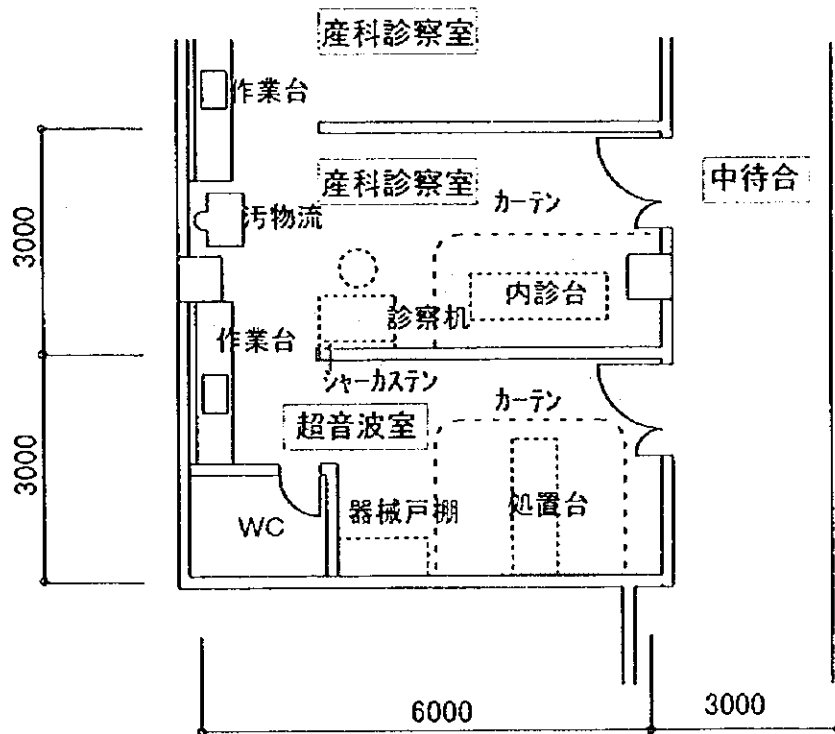 産科診察室
作業台
産科診察室
中待合
カーテン
汚物流
3000
内診台
診察机
作業台
シャーカステン
カーテン
超音波室
3000
器械戸棚
処置台
WC
6000
3000